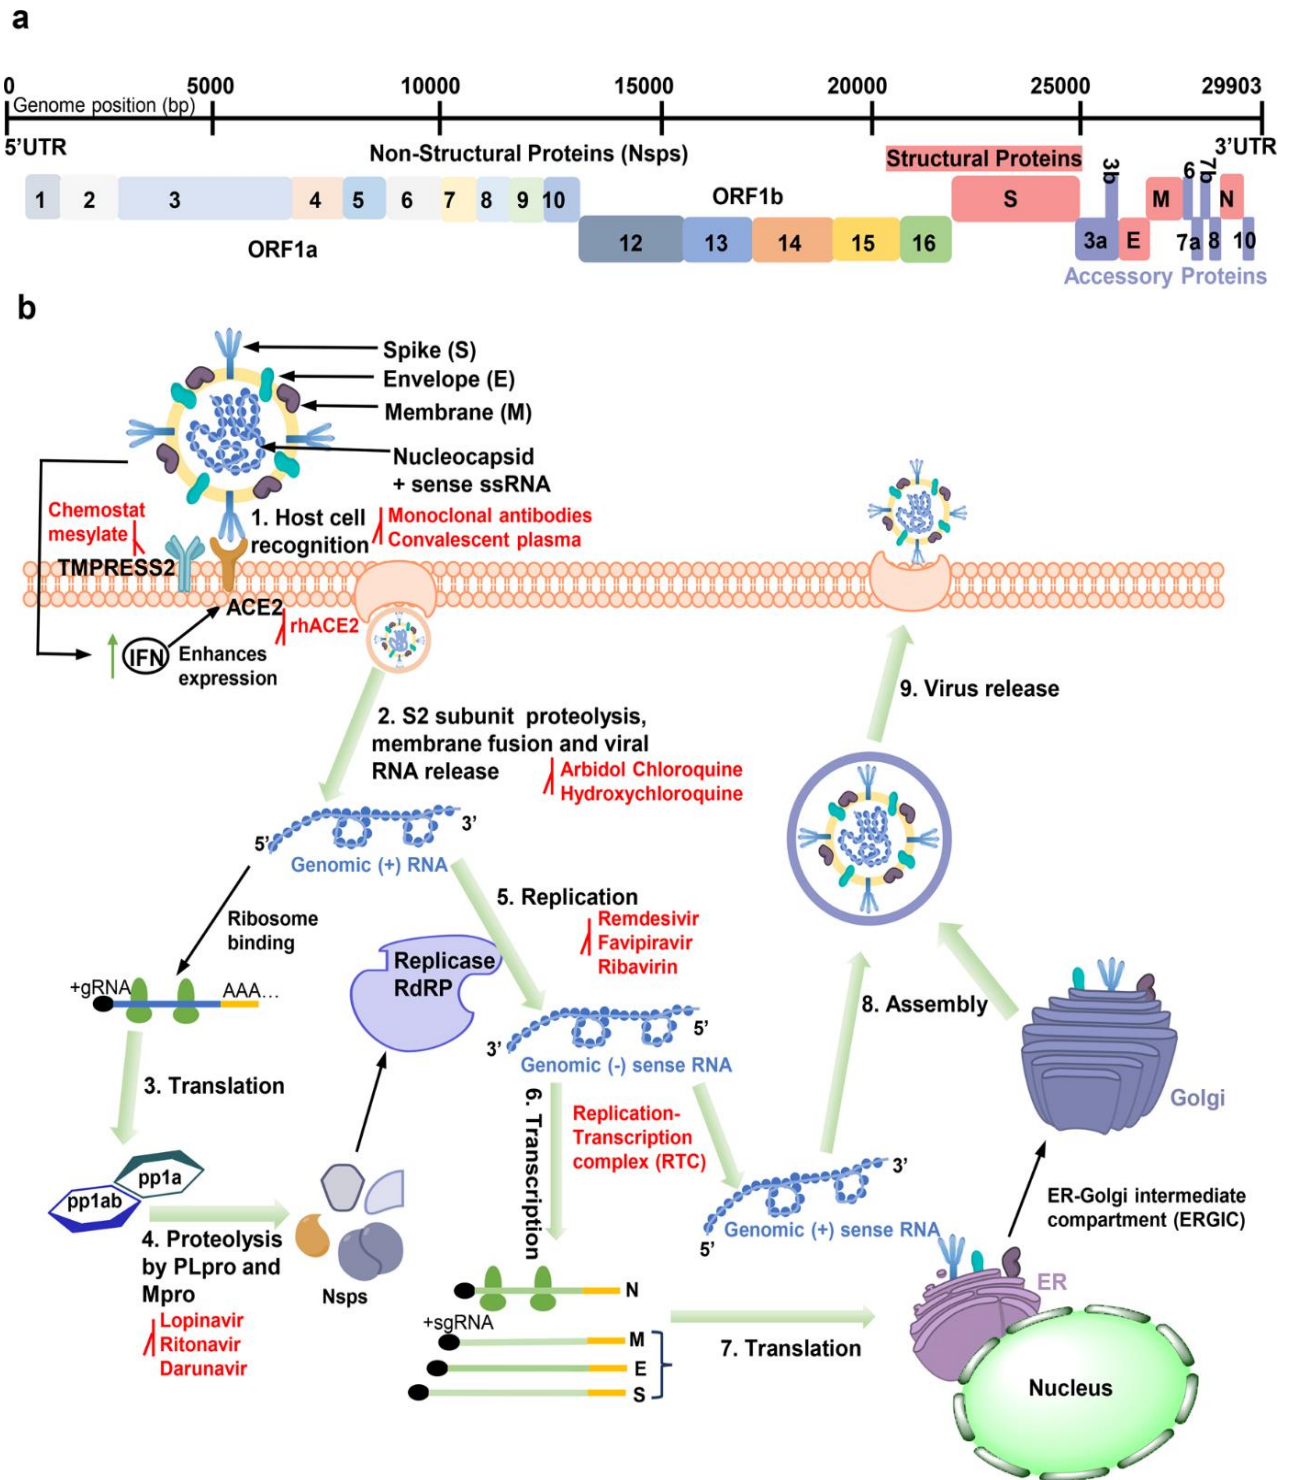 a
0 5000 10000 15000 20000 25000 29903
Genome position (bp)
5'UTR 3'UTR
Non-Structural Proteins (Nsps)
Structural Proteins
1 2 3 4 5 6 7 8 9 10
ORF1b
S 3b M 6 7b N
ORF1a
12 13 14 15 16
3a E 7a 8 10
Accessory Proteins
b
Spike (S)
Envelope (E)
Membrane (M)
Nucleocapsid
+ sense ssRNA
Chemostat
mesylate
1. Host cell
recognition
Monoclonal antibodies
Convalescent plasma
TMPRESS2
ACE2
rhACE2
IFN
Enhances
expression
2. S2 subunit proteolysis,
membrane fusion and viral
RNA release
Arbidol Chloroquine
Hydroxychloroquine
9. Virus release
5’ 3’
Genomic (+) RNA
Ribosome
binding
5. Replication
Remdesivir
Favipiravir
Ribavirin
Replicase
RdRP
+gRNA AAA…
3’ 5’
Genomic (-) sense RNA
8. Assembly
3. Translation
Golgi
6. Transcription
Replication-
Transcription
complex (RTC)
pp1a
pp1ab
4. Proteolysis
by PLpro and
Mpro
Lopinavir
Ritonavir
Darunavir
Nsps
3’
Genomic (+) sense RNA
5’
ER-Golgi intermediate
compartment (ERGIC)
ER
N
+sgRNA
M
E
S
7. Translation
Nucleus